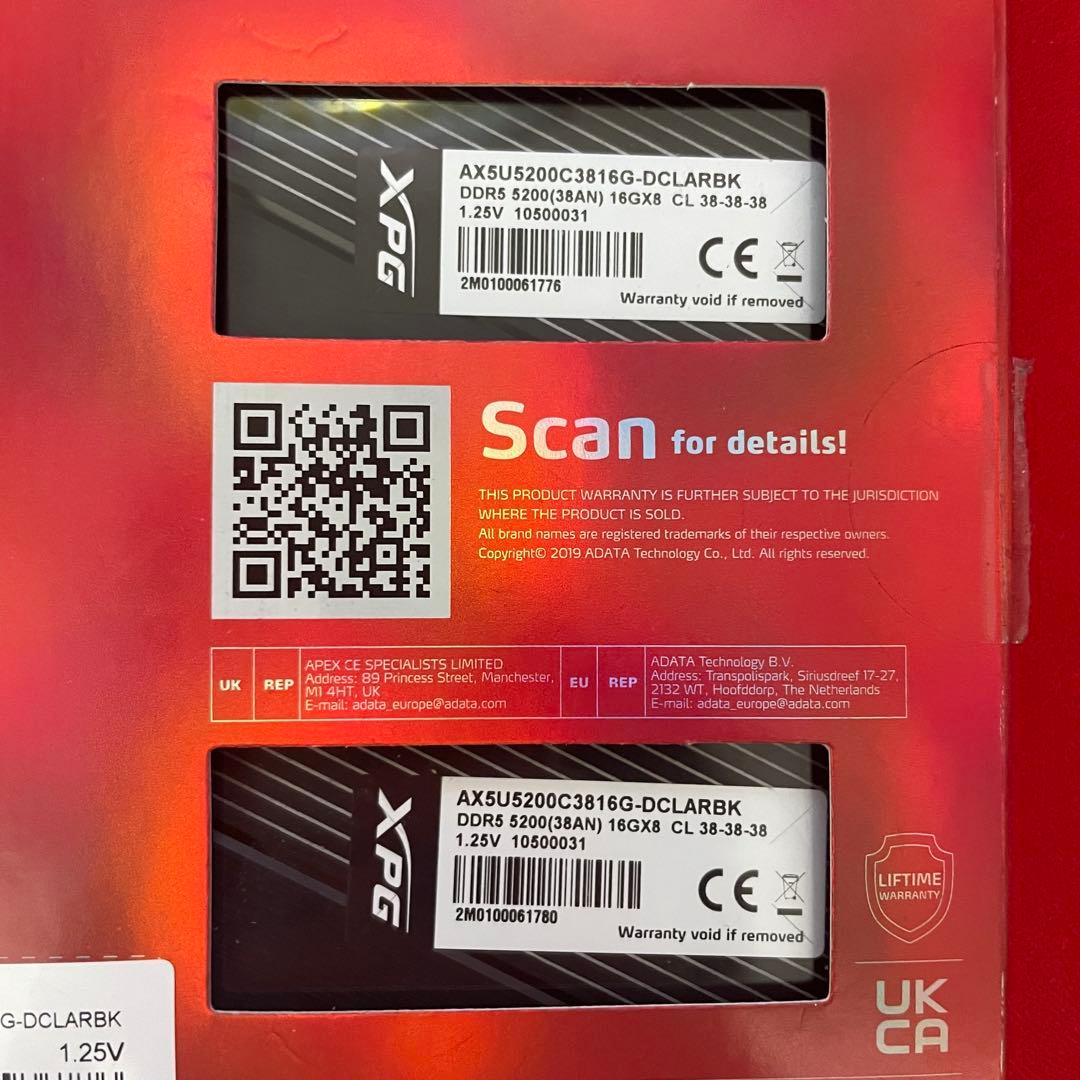 XPG
AX5U5200C3816G-DCLARBK
DDR5 5200(38AN) 16GX8 CL 38-38-38
1.25V 10500031
2M0100061776
CE
Warranty void if removed
Scan for details!
THIS PRODUCT WARRANTY IS FURTHER SUBJECT TO THE JURISDICTION
WHERE THE PRODUCT IS SOLD.
All brand names are registered trademarks of their respective owners.
Copyright© 2019 ADATA Technology Co., Ltd. All rights reserved.
UK REP
APEX CE SPECIALISTS LIMITED
Address: 89 Princess Street, Manchester,
M1 4HT, UK
E-mail: adata_europe@adata.com
EU REP
ADATA Technology B.V.
Address: Transpolispark, Siriusdreef 17-27,
2132 WT, Hoofddorp, The Netherlands
E-mail: adata_europe@adata.com
XPG
AX5U5200C3816G-DCLARBK
DDR5 5200(38AN) 16GX8 CL 38-38-38
1.25V 10500031
2M0100061780
CE
Warranty void if removed
LIFTIME
WARRANTY
UK
CA
G-DCLARBK
1.25V